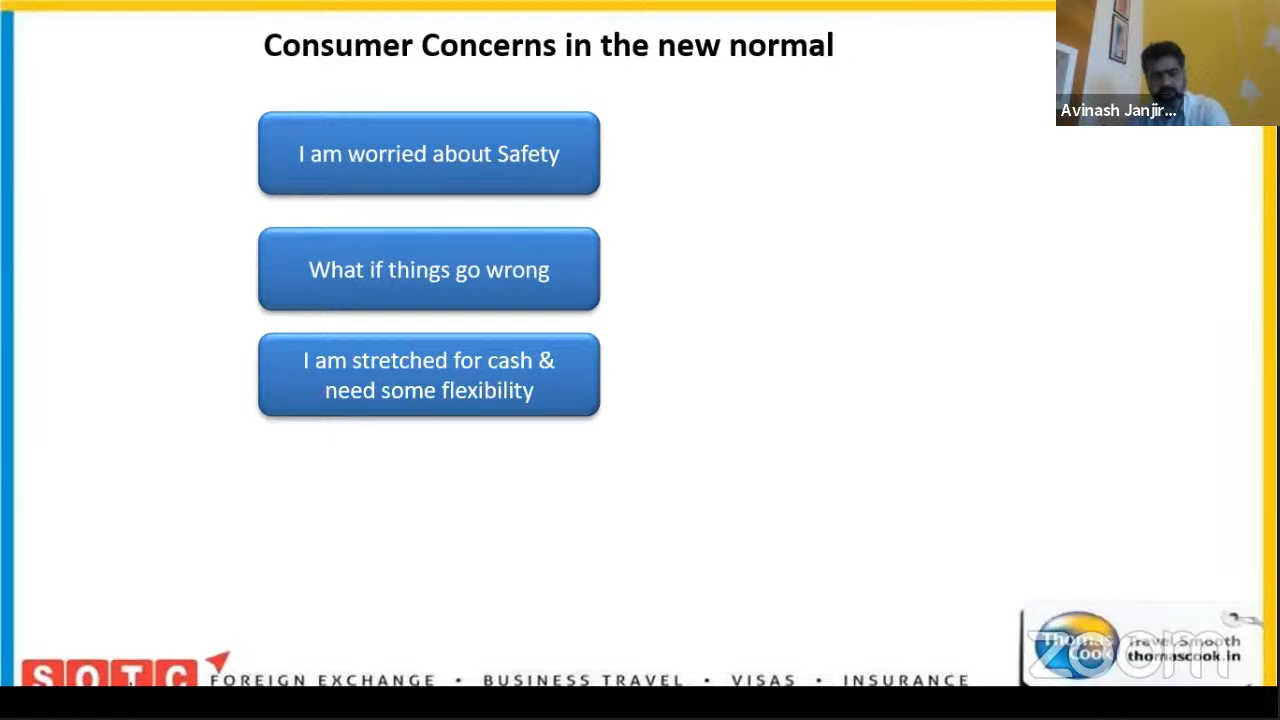 Consumer Concerns in the new normal
Avinash Janjir...
I am worried about Safety
What if things go wrong
I am stretched for cash &
need some flexibility
Thomas
Cook
Travel Smooth
thomascook.in
zoom
SOTC
FOREIGN EXCHANGE • BUSINESS TRAVEL • VISAS • INSURANCE